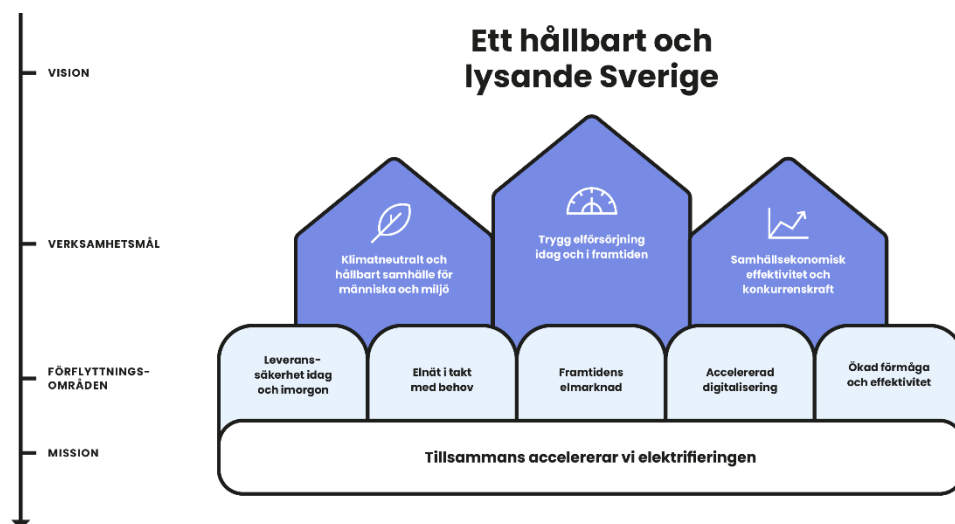 Ett hållbart och
lysande Sverige
VISION
VERKSAMHETSMÅL
Klimatneutralt och
hållbart samhälle för
människa och miljö
Trygg elförsörjning
idag och i framtiden
Samhällsekonomisk
effektivitet och
konkurrenskraft
FÖRFLYTTNINGS-
OMRÅDEN
Leverans-
säkerhet idag
och imorgon
Elnät i takt
med behov
Framtidens
elmarknad
Accelererad
digitalisering
Ökad förmåga
och effektivitet
MISSION
Tillsammans accelererar vi elektrifieringen